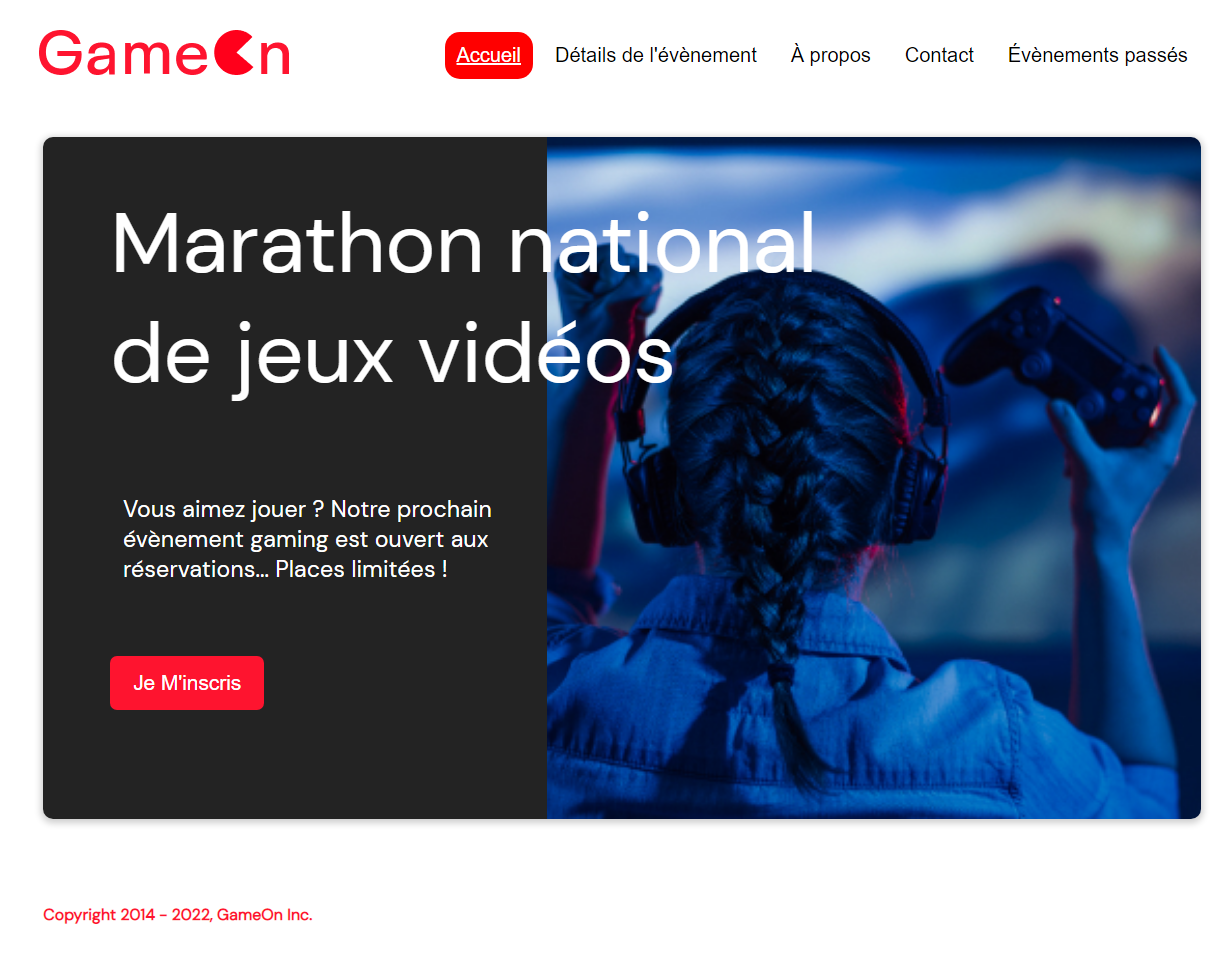 GameOn
Accueil Détails de l'évènement À propos Contact Évènements passés
Marathon national
de jeux vidéos
Vous aimez jouer ? Notre prochain
évènement gaming est ouvert aux
réservations... Places limitées !
Je M'inscris
Copyright 2014 - 2022, GameOn Inc.